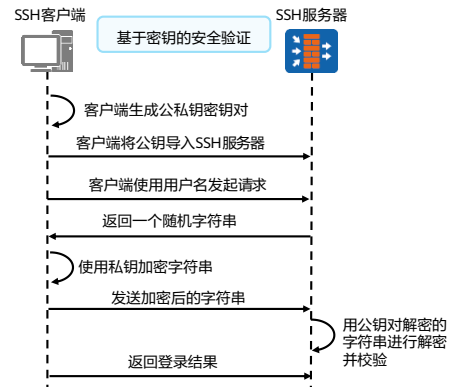 SSH客户端
基于密钥的安全验证
SSH服务器
客户端生成公私钥密钥对
客户端将公钥导入SSH服务器
客户端使用用户名发起请求
返回一个随机字符串
使用私钥加密字符串
发送加密后的字符串
用公钥对解密的
字符串进行解密
并校验
返回登录结果